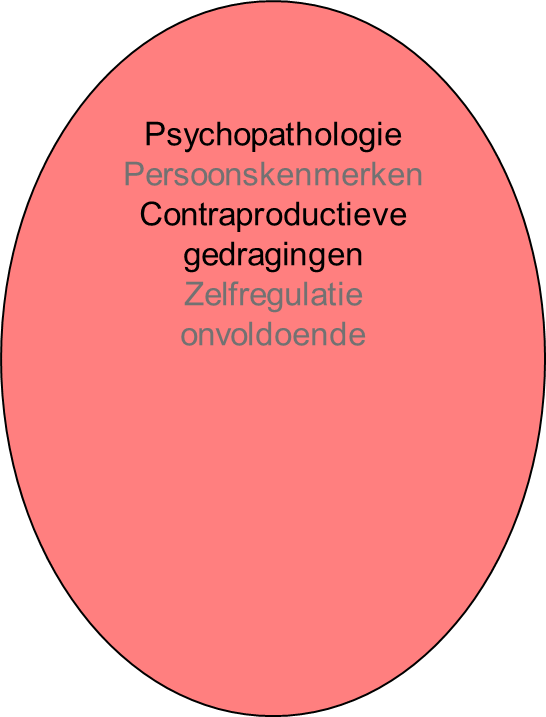 Psychopathologie
Persoonskenmerken
Contraproductieve
gedragingen
Zelfregulatie
onvoldoende